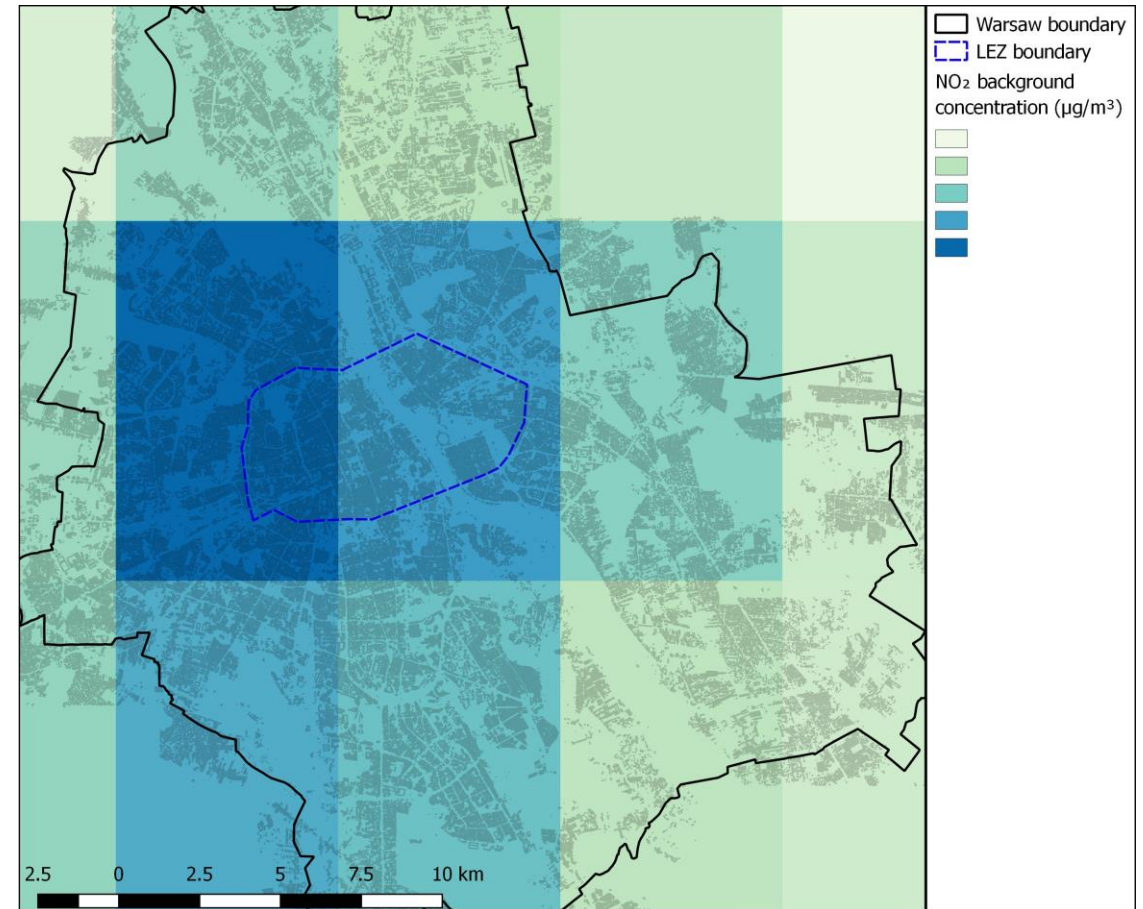 Warsaw boundary
LEZ boundary
NO₂ background
concentration (µg/m³)
2.5 0 2.5 5 7.5 10 km